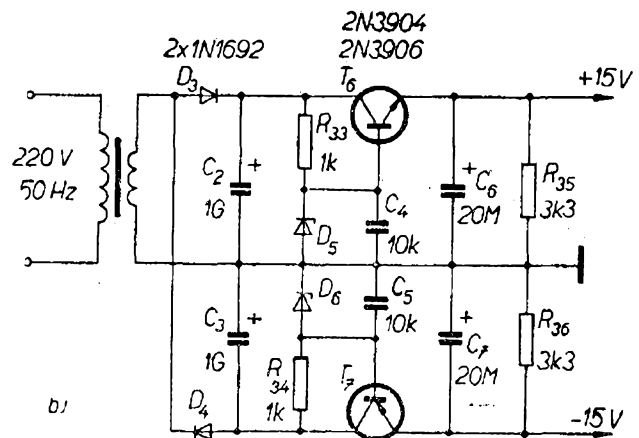 2N3904
2N3906
2x1N1692
D3
T6
+15V
R33
1k
220 V
50 Hz
C2
1G
+
C4
10k
+
C6
20M
R35
3k3
D5
D6
C5
10k
C3
1G
+
+
C7
20M
R36
3k3
R34
1k
T7
D4
b)
-15V